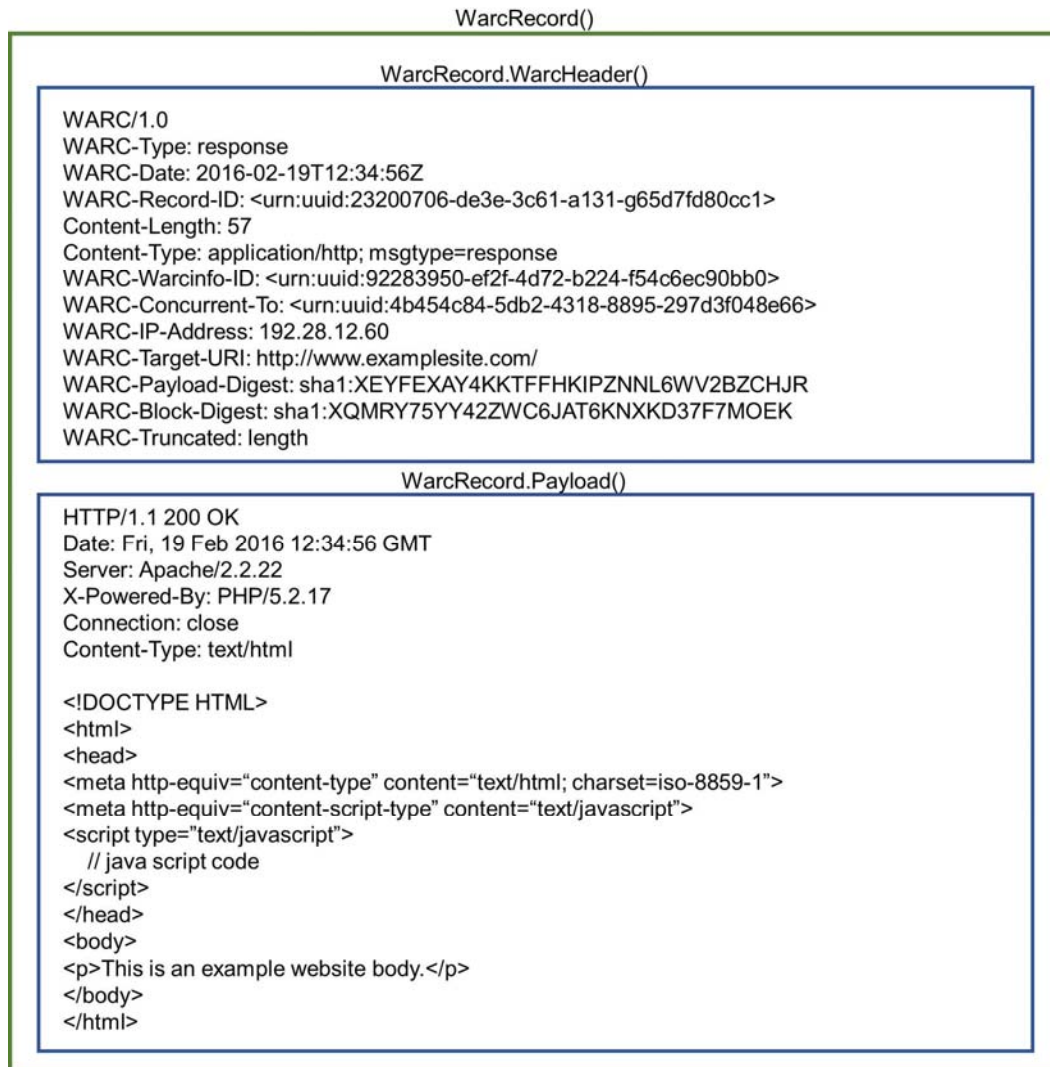 WarcRecord()
WarcRecord.WarcHeader()
WARC/1.0
WARC-Type: response
WARC-Date: 2016-02-19T12:34:56Z
WARC-Record-ID: <urn:uuid:23200706-de3e-3c61-a131-g65d7fd80cc1>
Content-Length: 57
Content-Type: application/http; msgtype=response
WARC-Warcinfo-ID: <urn:uuid:92283950-ef2f-4d72-b224-f54c6ec90bb0>
WARC-Concurrent-To: <urn:uuid:4b454c84-5db2-4318-8895-297d3f048e66>
WARC-IP-Address: 192.28.12.60
WARC-Target-URI: http://www.examplesite.com/
WARC-Payload-Digest: sha1:XEYFEXAY4KKTFFHKIPZNNL6WV2BZCHJR
WARC-Block-Digest: sha1:XQMRY75YY42ZWC6JAT6KNXKD37F7MOEK
WARC-Truncated: length
WarcRecord.Payload()
HTTP/1.1 200 OK
Date: Fri, 19 Feb 2016 12:34:56 GMT
Server: Apache/2.2.22
X-Powered-By: PHP/5.2.17
Connection: close
Content-Type: text/html
<!DOCTYPE HTML>
<html>
<head>
<meta http-equiv=“content-type” content=“text/html; charset=iso-8859-1”>
<meta http-equiv=“content-script-type” content=“text/javascript”>
<script type=”text/javascript”>
// java script code
</script>
</head>
<body>
<p>This is an example website body.</p>
</body>
</html>